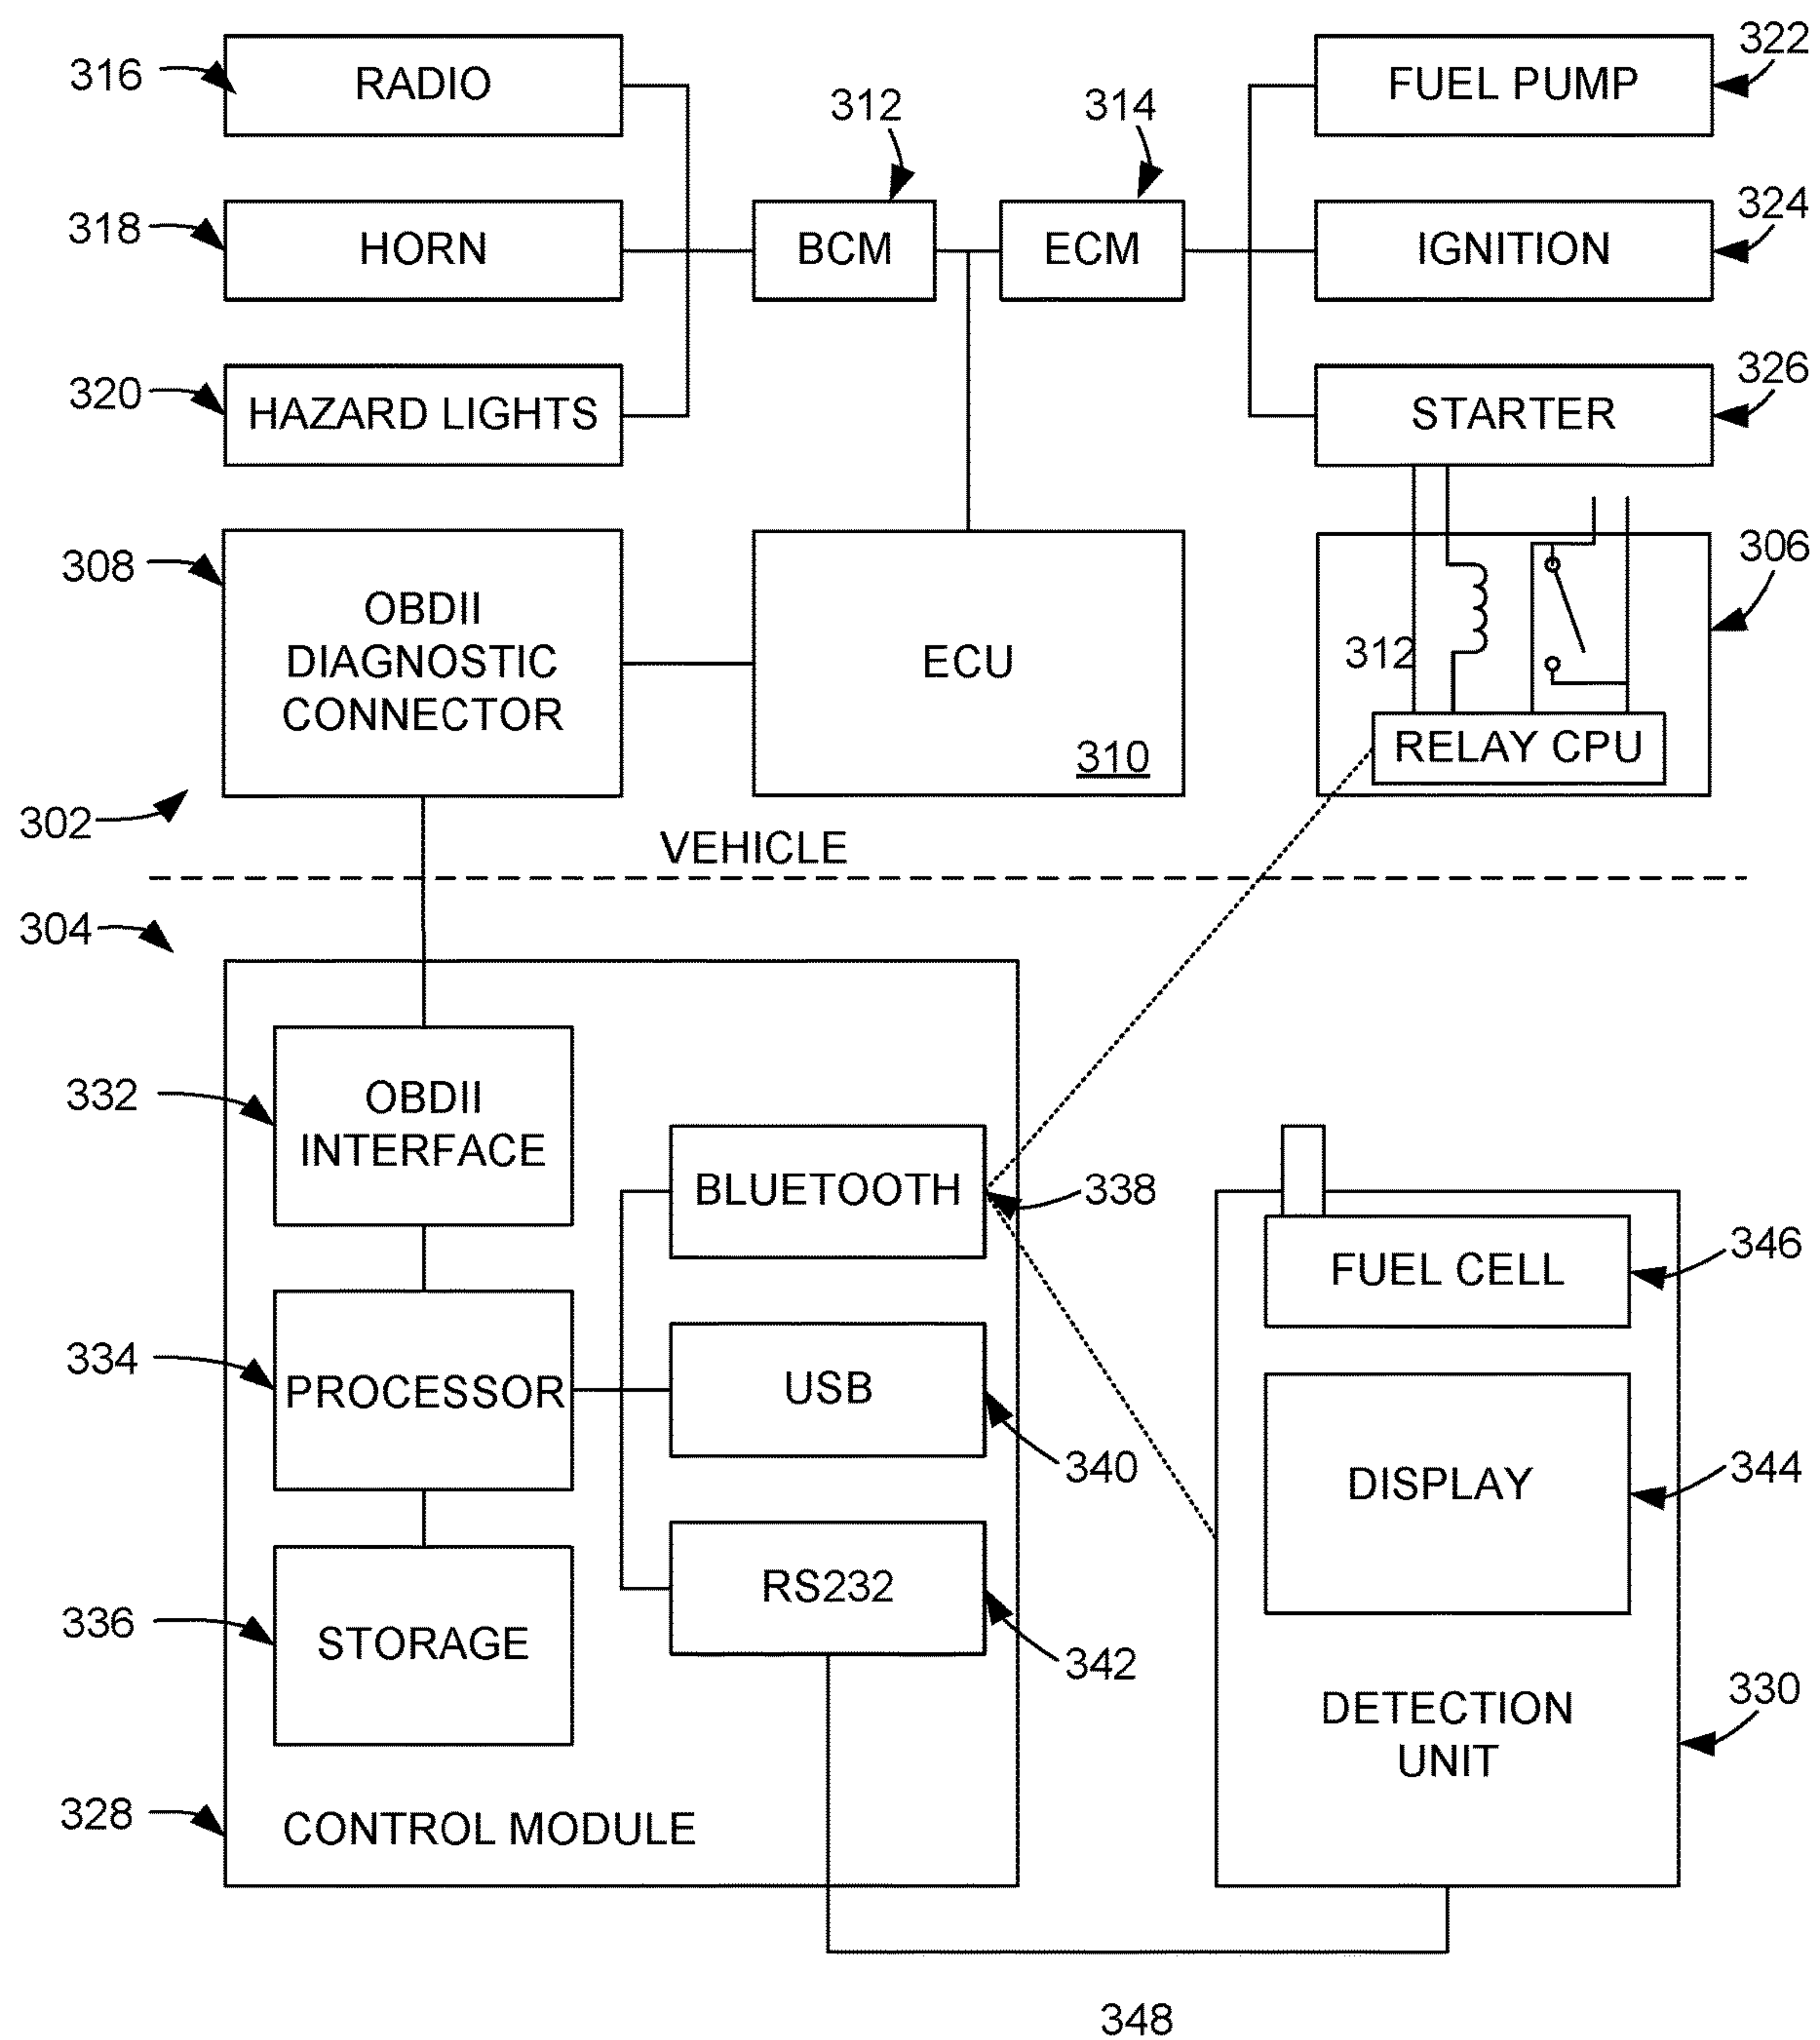 316
RADIO
312
314
FUEL PUMP
322
318
HORN
BCM
ECM
IGNITION
324
320
HAZARD LIGHTS
STARTER
326
308
OBDII
DIAGNOSTIC
CONNECTOR
ECU
310
312
306
RELAY CPU
302
VEHICLE
304
332
OBDII
INTERFACE
BLUETOOTH
338
FUEL CELL
346
334
PROCESSOR
USB
340
DISPLAY
344
336
STORAGE
RS232
342
DETECTION
UNIT
330
328
CONTROL MODULE
348